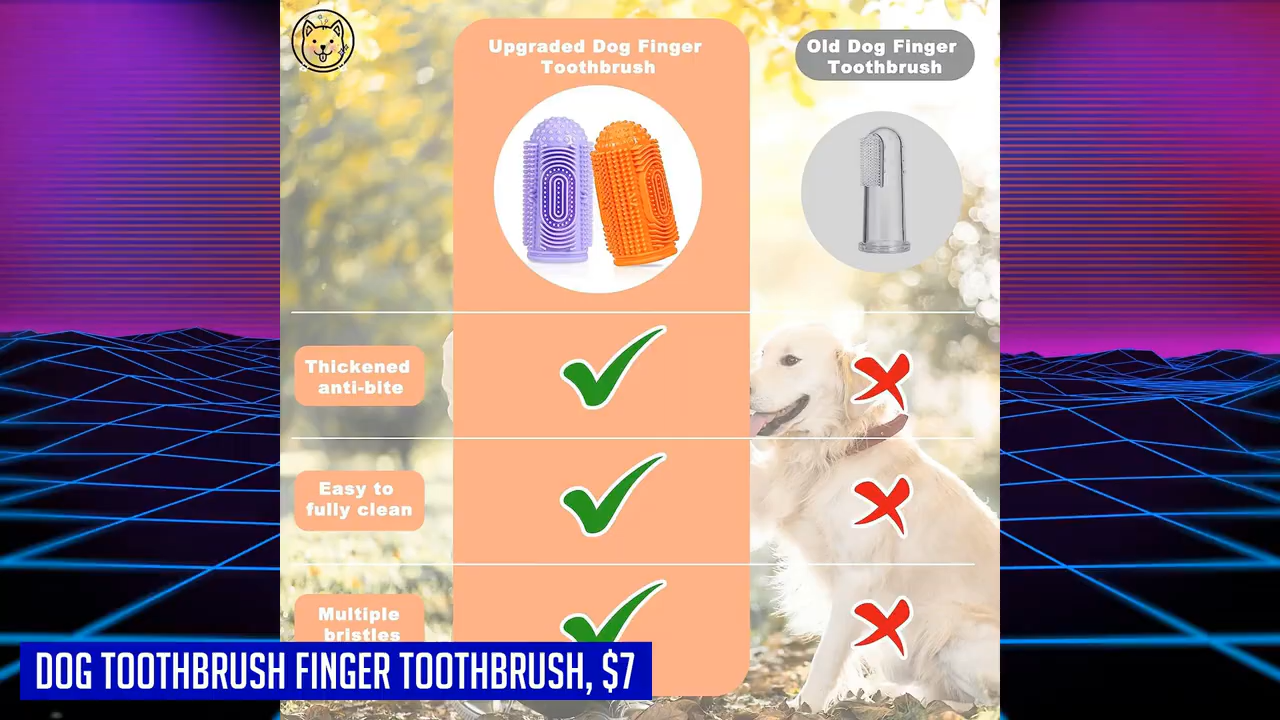 Upgraded Dog Finger
Toothbrush
Old Dog Finger
Toothbrush
Thickened
anti-bite
Easy to
fully clean
Multiple
bristles
DOG TOOTHBRUSH FINGER TOOTHBRUSH, $7